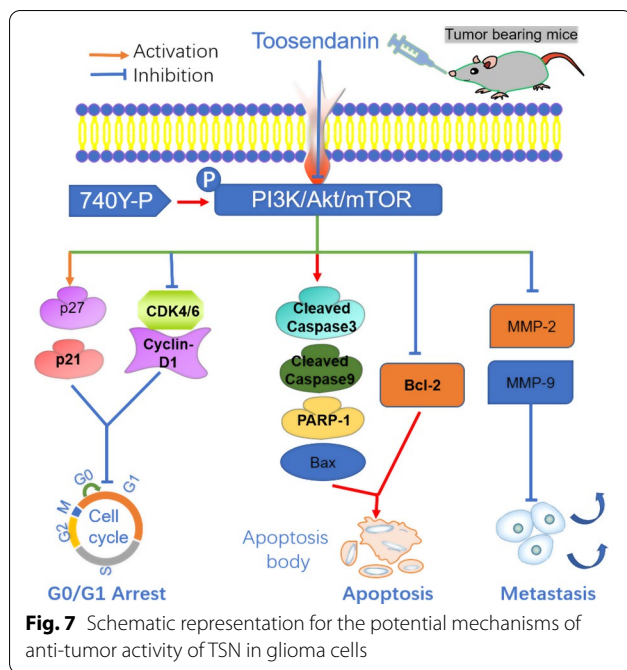 Activation
Inhibition
Toosendanin
Tumor bearing mice
740Y-P
P
PI3K/Akt/mTOR
p27
p21
CDK4/6
Cyclin-
D1
Cleaved
Caspase3
Cleaved
Caspase9
PARP-1
Bax
Bcl-2
MMP-2
MMP-9
G0
G1
M
G2
S
Cell
cycle
G0/G1 Arrest
Apoptosis
body
Apoptosis
Metastasis
Fig. 7 Schematic representation for the potential mechanisms of
anti-tumor activity of TSN in glioma cells